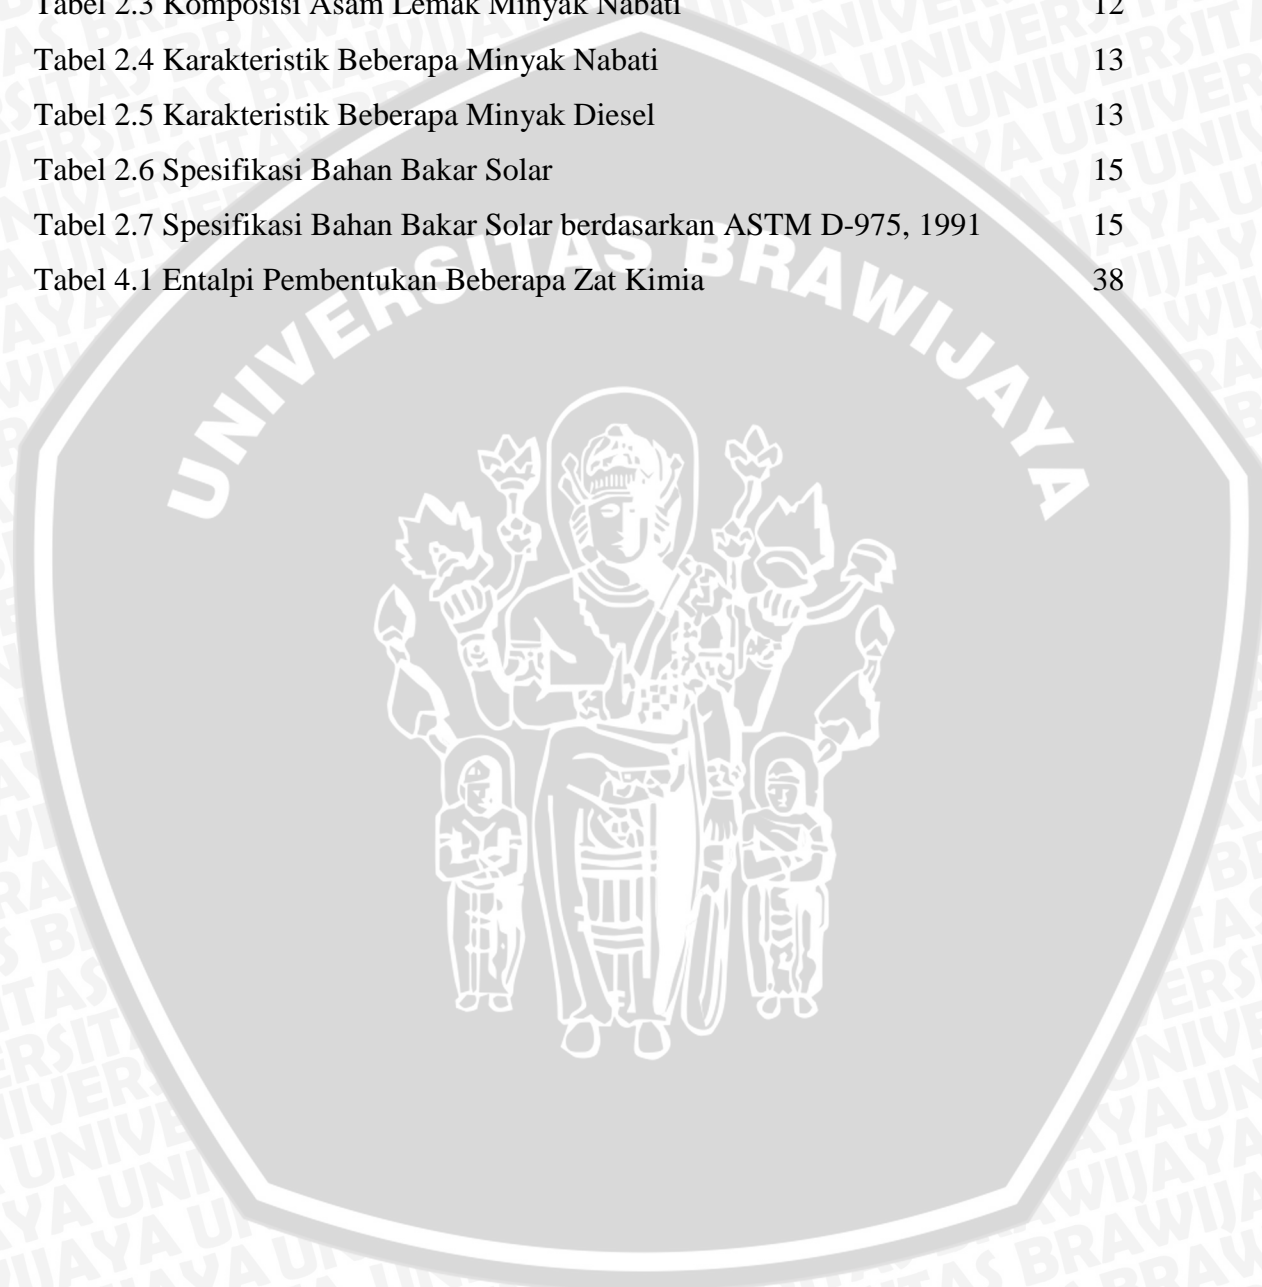 Tabel 2.3 Komposisi Asam Lemak Minyak Nabati 12
Tabel 2.4 Karakteristik Beberapa Minyak Nabati 13
Tabel 2.5 Karakteristik Beberapa Minyak Diesel 13
Tabel 2.6 Spesifikasi Bahan Bakar Solar 15
Tabel 2.7 Spesifikasi Bahan Bakar Solar berdasarkan ASTM D-975, 1991 15
Tabel 4.1 Entalpi Pembentukan Beberapa Zat Kimia 38
UNIVERSITAS BRAWIJAYA